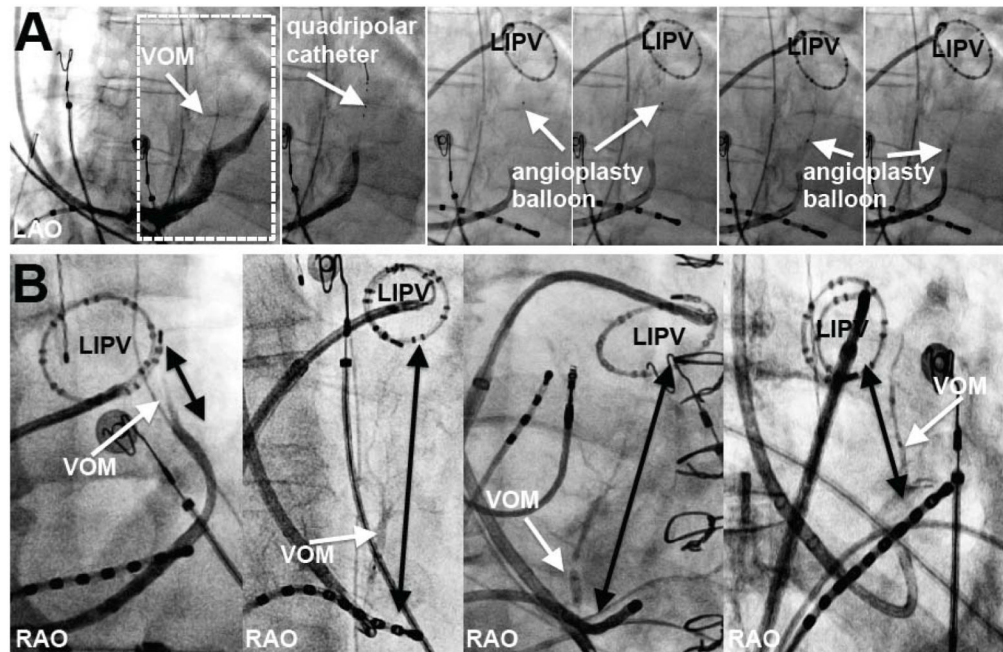 A
VOM
LAO
quadripolar
catheter
LIPV
LIPV
angioplasty
balloon
LIPV
LIPV
angioplasty
balloon
B
LIPV
VOM
RAO
LIPV
VOM
RAO
LIPV
VOM
RAO
LIPV
VOM
RAO